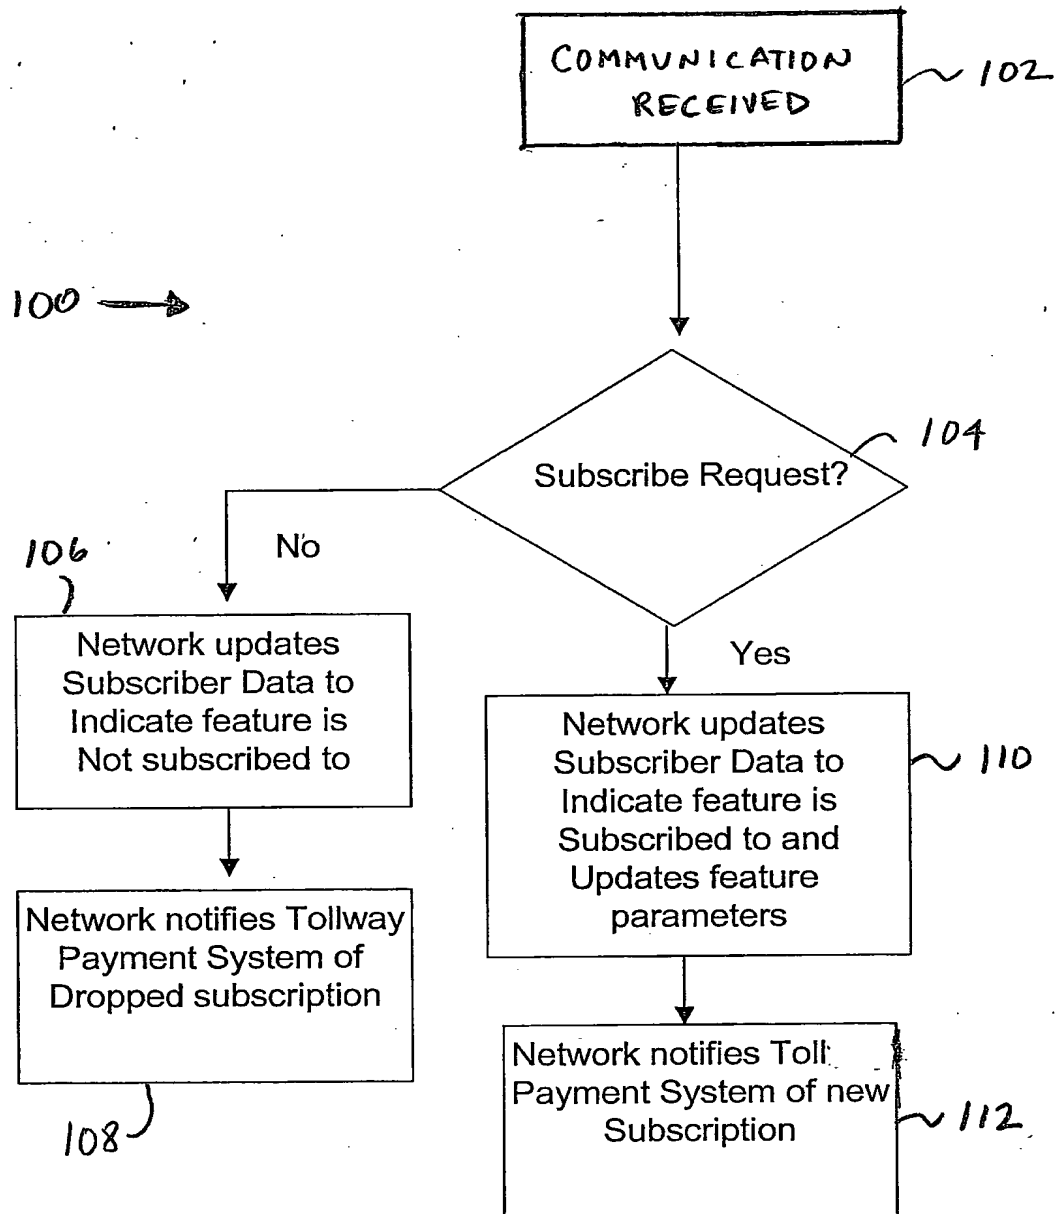 COMMUNICATION
RECEIVED
102
100
104
Subscribe Request?
No
106
Network updates
Subscriber Data to
Indicate feature is
Not subscribed to
Yes
Network updates
Subscriber Data to
Indicate feature is
Subscribed to and
Updates feature
parameters
110
Network notifies Tollway
Payment System of
Dropped subscription
108
Network notifies Toll
Payment System of new
Subscription
112